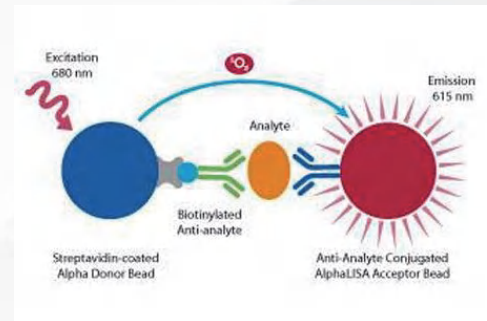 Excitation
680 nm
¹O₂
Emission
615 nm
Analyte
Biotinylated
Anti-analyte
Streptavidin-coated
Alpha Donor Bead
Anti-Analyte Conjugated
AlphaLISA Acceptor Bead